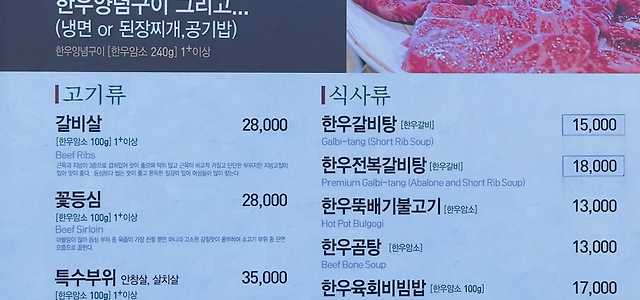 한우양념구이 그리고...
(냉면 or 된장찌개,공기밥)
한우양념구이 [한우암소 240g] 1+이상
고기류
갈비살 28,000
[한우암소 100g] 1+이상
Beef Ribs
꽃등심 28,000
[한우암소 100g] 1+이상
Beef Sirloin
특수부위 안창살, 살치살 35,000
[한우암소 100g] 1+이상
식사류
한우갈비탕 [한우갈비] 15,000
Galbi-tang (Short Rib Soup)
한우전복갈비탕 [한우갈비] 18,000
Premium Galbi-tang (Abalone and Short Rib Soup)
한우뚝배기불고기 [한우암소] 13,000
Hot Pot Bulgogi
한우곰탕 [한우암소] 13,000
Beef Bone Soup
한우육회비빔밥 [한우암소 100g] 17,000